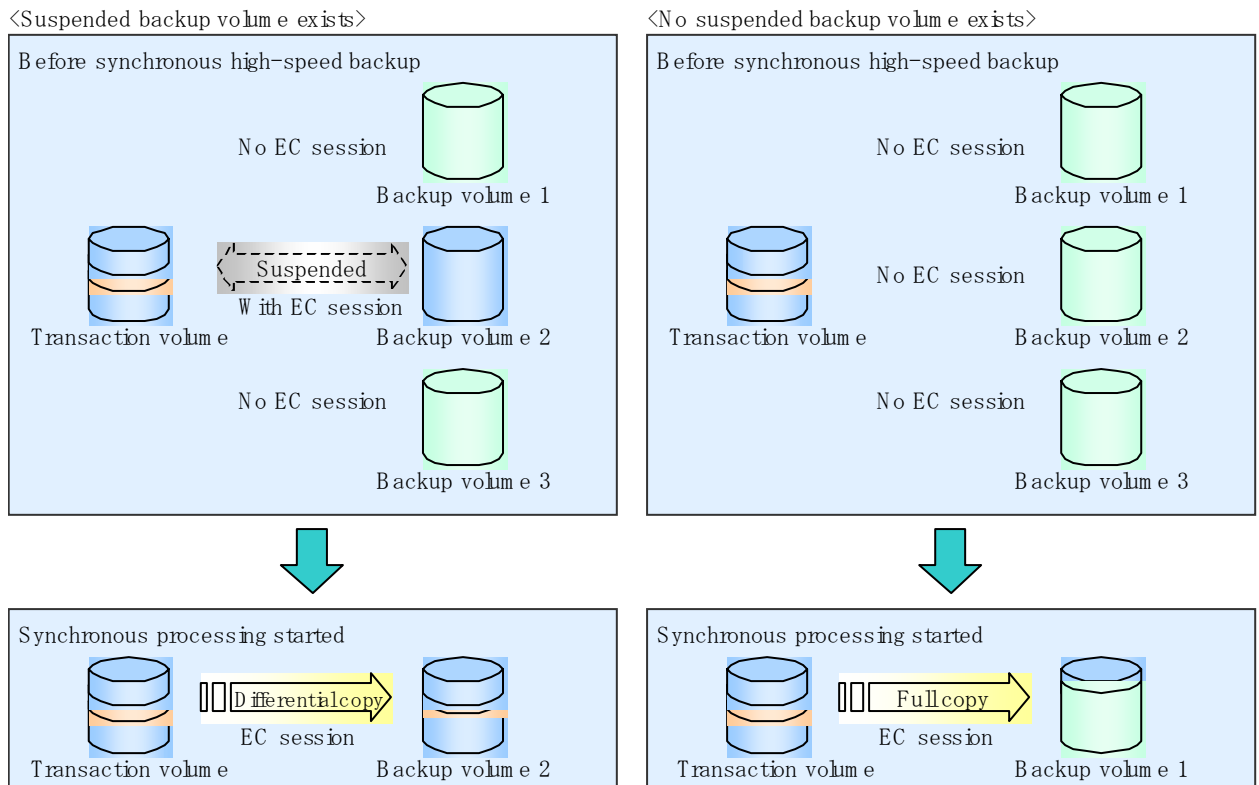 <Suspended backup volume exists>
Before synchronous high-speed backup
No EC session
Backup volume 1
Suspended
With EC session
Transaction volume
Backup volume 2
No EC session
Backup volume 3
Synchronous processing started
Differential copy
EC session
Transaction volume
Backup volume 2
<No suspended backup volume exists>
Before synchronous high-speed backup
No EC session
Backup volume 1
No EC session
Transaction volume
Backup volume 2
No EC session
Backup volume 3
Synchronous processing started
Full copy
EC session
Transaction volume
Backup volume 1